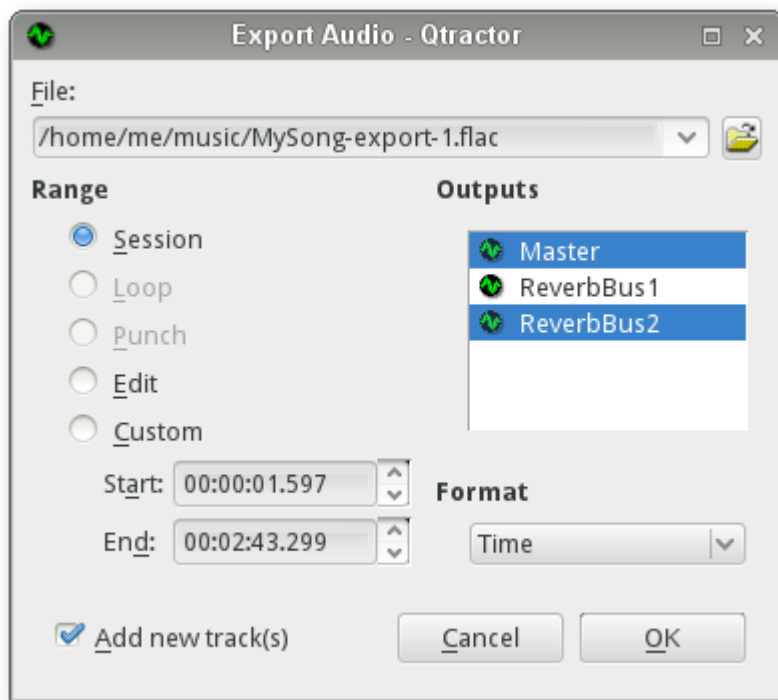 Export Audio - Qtractor
File:
/home/me/music/MySong-export-1.flac
Range
Session
Loop
Punch
Edit
Custom
Start: 00:00:01.597
End: 00:02:43.299
Outputs
Master
ReverbBus1
ReverbBus2
Format
Time
Add new track(s)
Cancel
OK